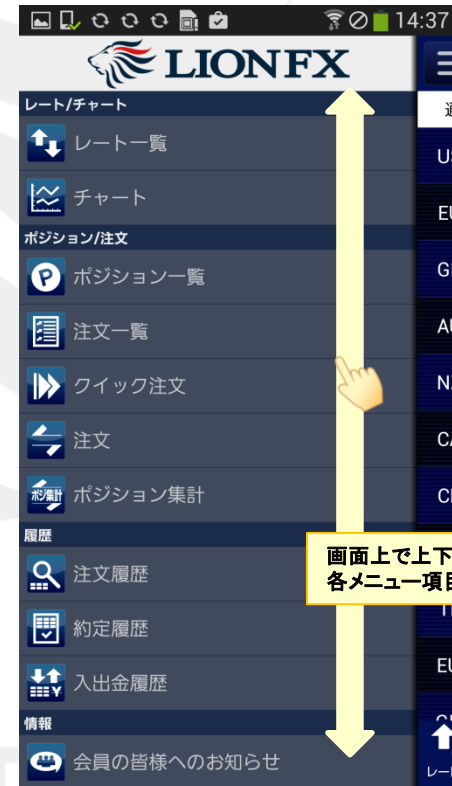 14:37
LION FX
レート/チャート
レート一覧
チャート
ポジション/注文
ポジション一覧
注文一覧
クイック注文
注文
ポジ集計
ポジション集計
履歴
注文履歴
画面上で上下
各メニュー項目
約定履歴
入出金履歴
情報
会員の皆様へのお知らせ